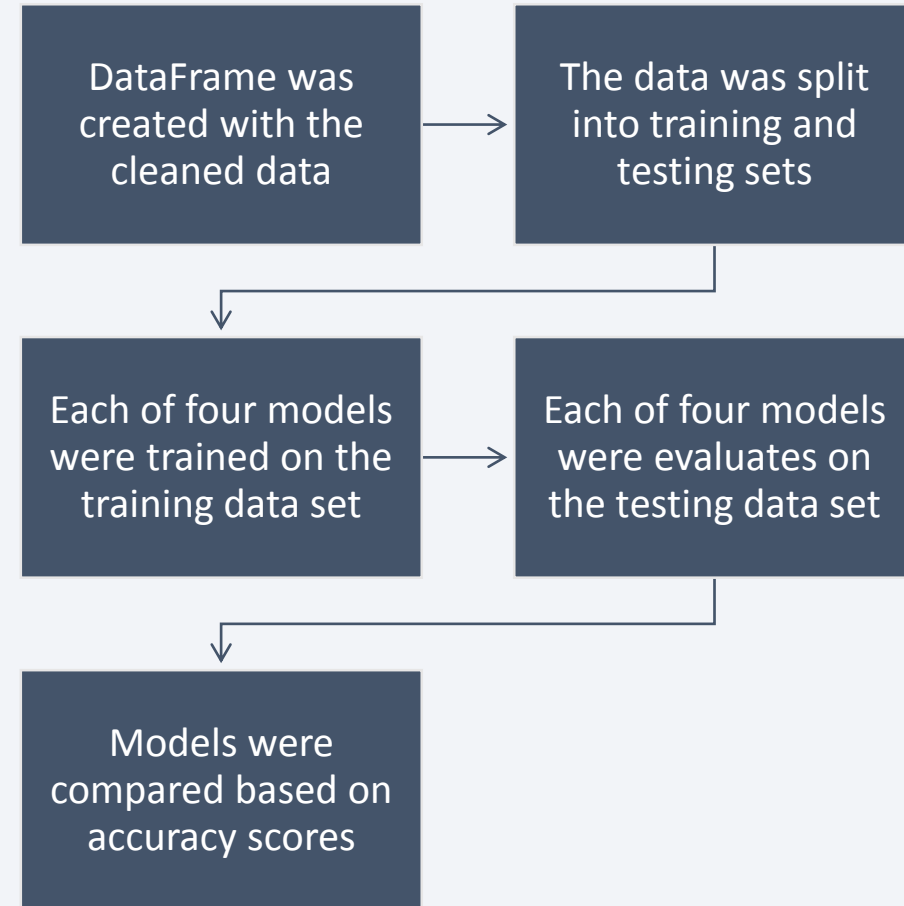 DataFrame was
created with the
cleaned data
The data was split
into training and
testing sets
Each of four models
were trained on the
training data set
Each of four models
were evaluates on
the testing data set
Models were
compared based on
accuracy scores